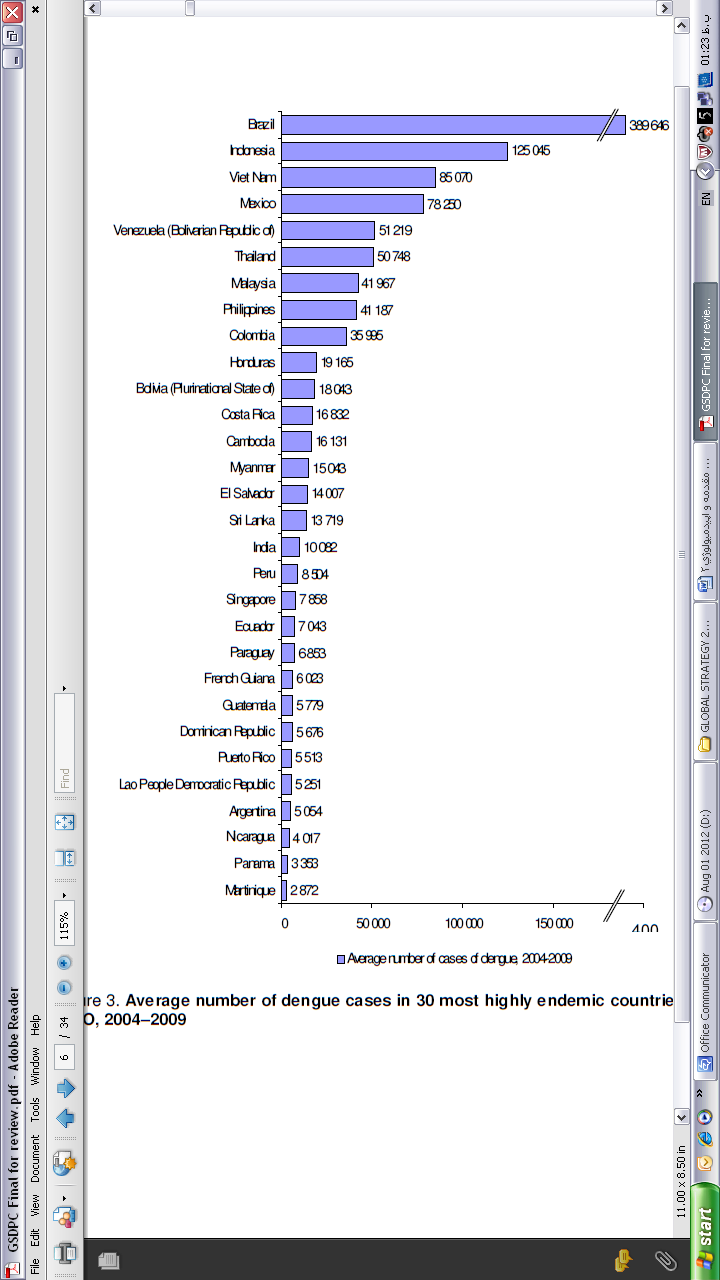 GSDPC Final for review.pdf - Adobe Reader
File Edit View Document Tools Window Help
6 / 34 115% Find
Brazil 389 646
Indonesia 125 045
Viet Nam 85 070
Mexico 78 250
Venezuela (Bolivarian Republic of) 51 219
Thailand 50 748
Malaysia 41 967
Philippines 41 187
Colombia 35 995
Honduras 19 165
Bolivia (Plurinational State of) 18 043
Costa Rica 16 832
Cambodia 16 131
Myanmar 15 043
El Salvador 14 007
Sri Lanka 13 719
India 10 082
Peru 8 504
Singapore 7 858
Ecuador 7 043
Paraguay 6 853
French Guiana 6 023
Guatemala 5 779
Dominican Republic 5 676
Puerto Rico 5 513
Lao People Democratic Republic 5 251
Argentina 5 054
Nicaragua 4 017
Panama 3 353
Martinique 2 872
0 50 000 100 000 150 000 400
Average number of cases of dengue, 2004-2009
ure 3. Average number of dengue cases in 30 most highly endemic countrie
O, 2004–2009
11.00 x 8.50 in
start
»
Office Communicator
Aug 01 2012 (D:)
GLOBAL STRATEGY 2...
مقدمه و اپیدمیولوژی ۲ ...
GSDPC Final for revie...
EN
01:23 ب.ظ